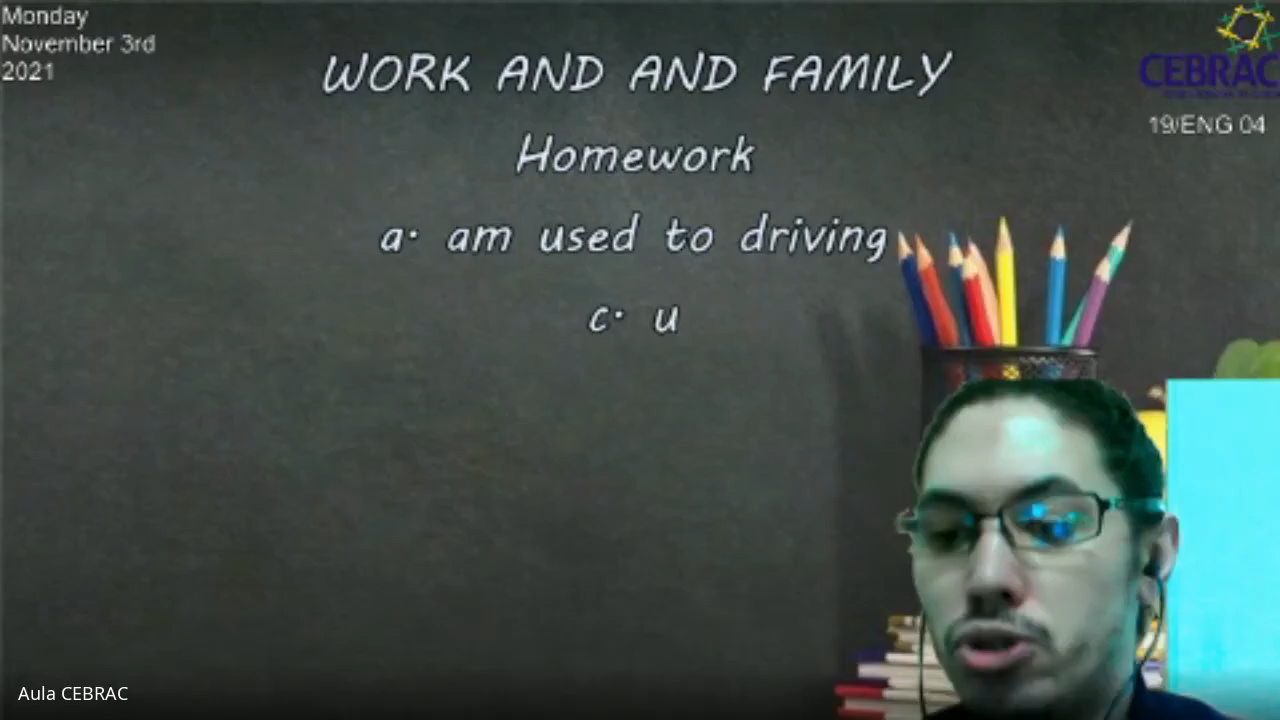 Monday
November 3rd
2021
WORK AND AND FAMILY
CEBRAC
19/ENG 04
Homework
a. am used to driving
c. u
Aula CEBRAC